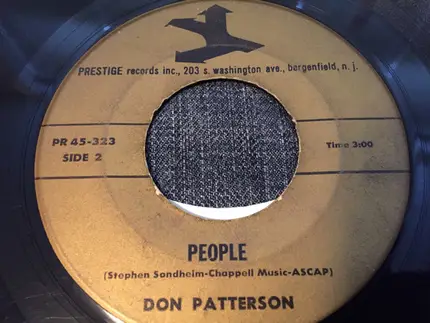 PRESTIGE records inc., 203 s. washington ave., bergenfield, n. j.
PR 45-323
SIDE 2
Time 3:00
PEOPLE
(Stephen Sondheim-Chappell Music-ASCAP)
DON PATTERSON